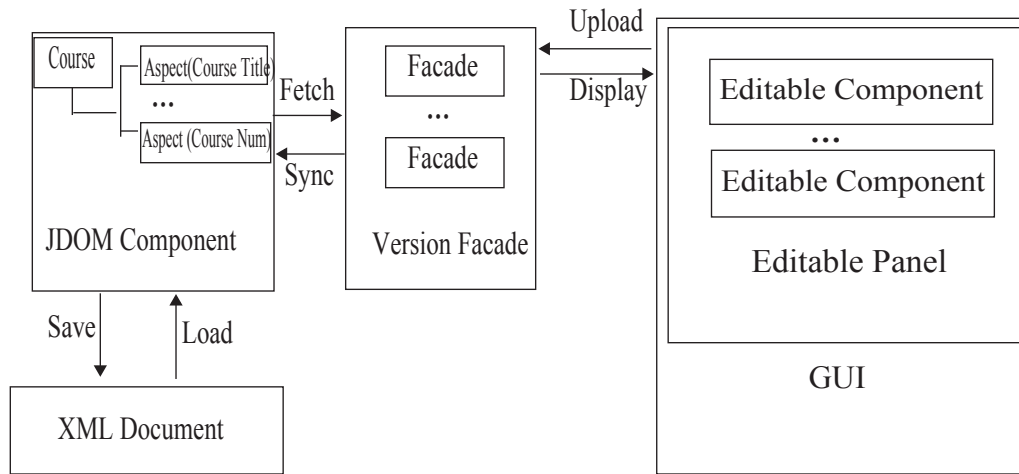 Course
Aspect(Course Title)
...
Aspect (Course Num)
JDOM Component
Fetch
Sync
Facade
...
Facade
Version Facade
Upload
Display
Editable Component
...
Editable Component
Editable Panel
GUI
Save
Load
XML Document